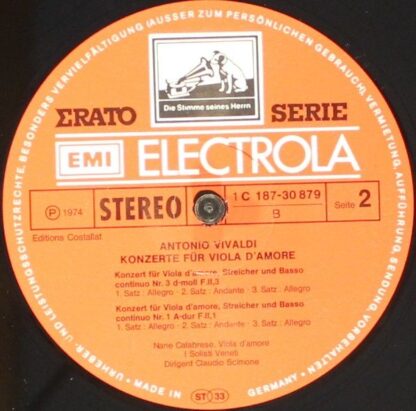 URHEBER- UND LEISTUNGSSCHUTZRECHTE, BESONDERS VERVIELFÄLTIGUNG (AUSSER ZUM PERSÖNLICHEN GEBRAUCH), VERMIETUNG, AUFFÜHRUNG, SENDUNG, VORBEHALTEN • MADE IN GERMANY •
Die Stimme seines Herrn
ERATO SERIE
EMI ELECTROLA
Ⓟ 1974
STEREO
1 C 187-30 879
B
Seite 2
Editions Costallat
ANTONIO VIVALDI
KONZERTE FÜR VIOLA D'AMORE
Konzert für Viola d'amore, Streicher und Basso
continuo Nr. 3 d-moll F.II,3
1. Satz : Allegro · 2. Satz : Andante · 3. Satz : Allegro
Konzert für Viola d'amore, Streicher und Basso
continuo Nr. 1 A-dur F.II,1
1. Satz : Allegro · 2. Satz : Andante · 3. Satz : Allegro
Nane Calabrese, Viola d'amore
I Solisti Veneti
Dirigent Claudio Scimone
ST 33